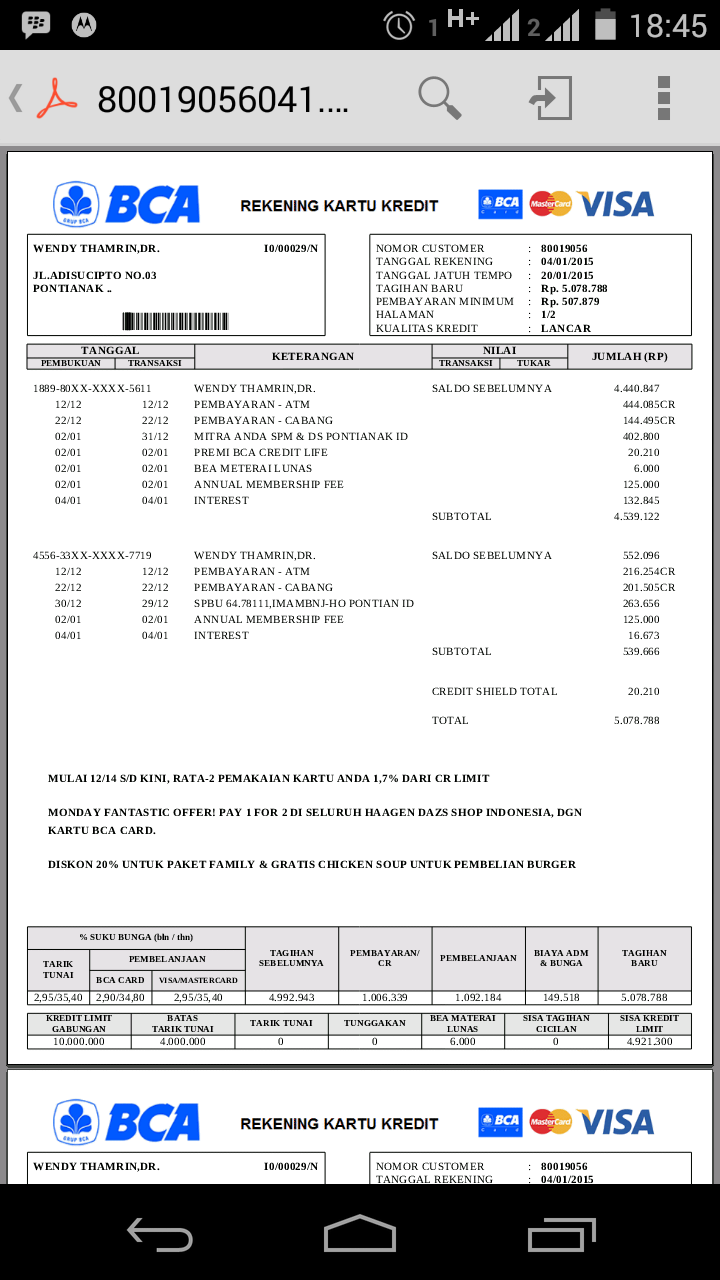 1 H+ 2 18:45
80019056041....
GRUP BCA BCA REKENING KARTU KREDIT BCA Card MasterCard VISA
WENDY THAMRIN,DR. I0/00029/N
JL.ADISUCIPTO NO.03
PONTIANAK ..
NOMOR CUSTOMER : 80019056
TANGGAL REKENING : 04/01/2015
TANGGAL JATUH TEMPO : 20/01/2015
TAGIHAN BARU : Rp. 5.078.788
PEMBAYARAN MINIMUM : Rp. 507.879
HALAMAN : 1/2
KUALITAS KREDIT : LANCAR
TANGGAL KETERANGAN NILAI JUMLAH (RP)
PEMBUKUAN TRANSAKSI TRANSAKSI TUKAR
1889-80XX-XXXX-5611 WENDY THAMRIN,DR. SALDO SEBELUMNYA 4.440.847
12/12 12/12 PEMBAYARAN - ATM 444.085CR
22/12 22/12 PEMBAYARAN - CABANG 144.495CR
02/01 31/12 MITRA ANDA SPM & DS PONTIANAK ID 402.800
02/01 02/01 PREMI BCA CREDIT LIFE 20.210
02/01 02/01 BEA METERAI LUNAS 6.000
02/01 02/01 ANNUAL MEMBERSHIP FEE 125.000
04/01 04/01 INTEREST 132.845
SUBTOTAL 4.539.122
4556-33XX-XXXX-7719 WENDY THAMRIN,DR. SALDO SEBELUMNYA 552.096
12/12 12/12 PEMBAYARAN - ATM 216.254CR
22/12 22/12 PEMBAYARAN - CABANG 201.505CR
30/12 29/12 SPBU 64.78111,IMAMBNJ-HO PONTIAN ID 263.656
02/01 02/01 ANNUAL MEMBERSHIP FEE 125.000
04/01 04/01 INTEREST 16.673
SUBTOTAL 539.666
CREDIT SHIELD TOTAL 20.210
TOTAL 5.078.788
MULAI 12/14 S/D KINI, RATA-2 PEMAKAIAN KARTU ANDA 1,7% DARI CR LIMIT
MONDAY FANTASTIC OFFER! PAY 1 FOR 2 DI SELURUH HAAGEN DAZS SHOP INDONESIA, DGN
KARTU BCA CARD.
DISKON 20% UNTUK PAKET FAMILY & GRATIS CHICKEN SOUP UNTUK PEMBELIAN BURGER
% SUKU BUNGA (bln / thn) TAGIHAN SEBELUMNYA PEMBAYARAN/ CR PEMBELANJAAN BIAYA ADM & BUNGA TAGIHAN BARU
TARIK TUNAI PEMBELANJAAN
BCA CARD VISA/MASTERCARD
2,95/35,40 2,90/34,80 2,95/35,40 4.992.943 1.006.339 1.092.184 149.518 5.078.788
KREDIT LIMIT GABUNGAN BATAS TARIK TUNAI TARIK TUNAI TUNGGAKAN BEA MATERAI LUNAS SISA TAGIHAN CICILAN SISA KREDIT LIMIT
10.000.000 4.000.000 0 0 6.000 0 4.921.300
GRUP BCA BCA REKENING KARTU KREDIT BCA Card MasterCard VISA
WENDY THAMRIN,DR. I0/00029/N
NOMOR CUSTOMER : 80019056
TANGGAL REKENING : 04/01/2015